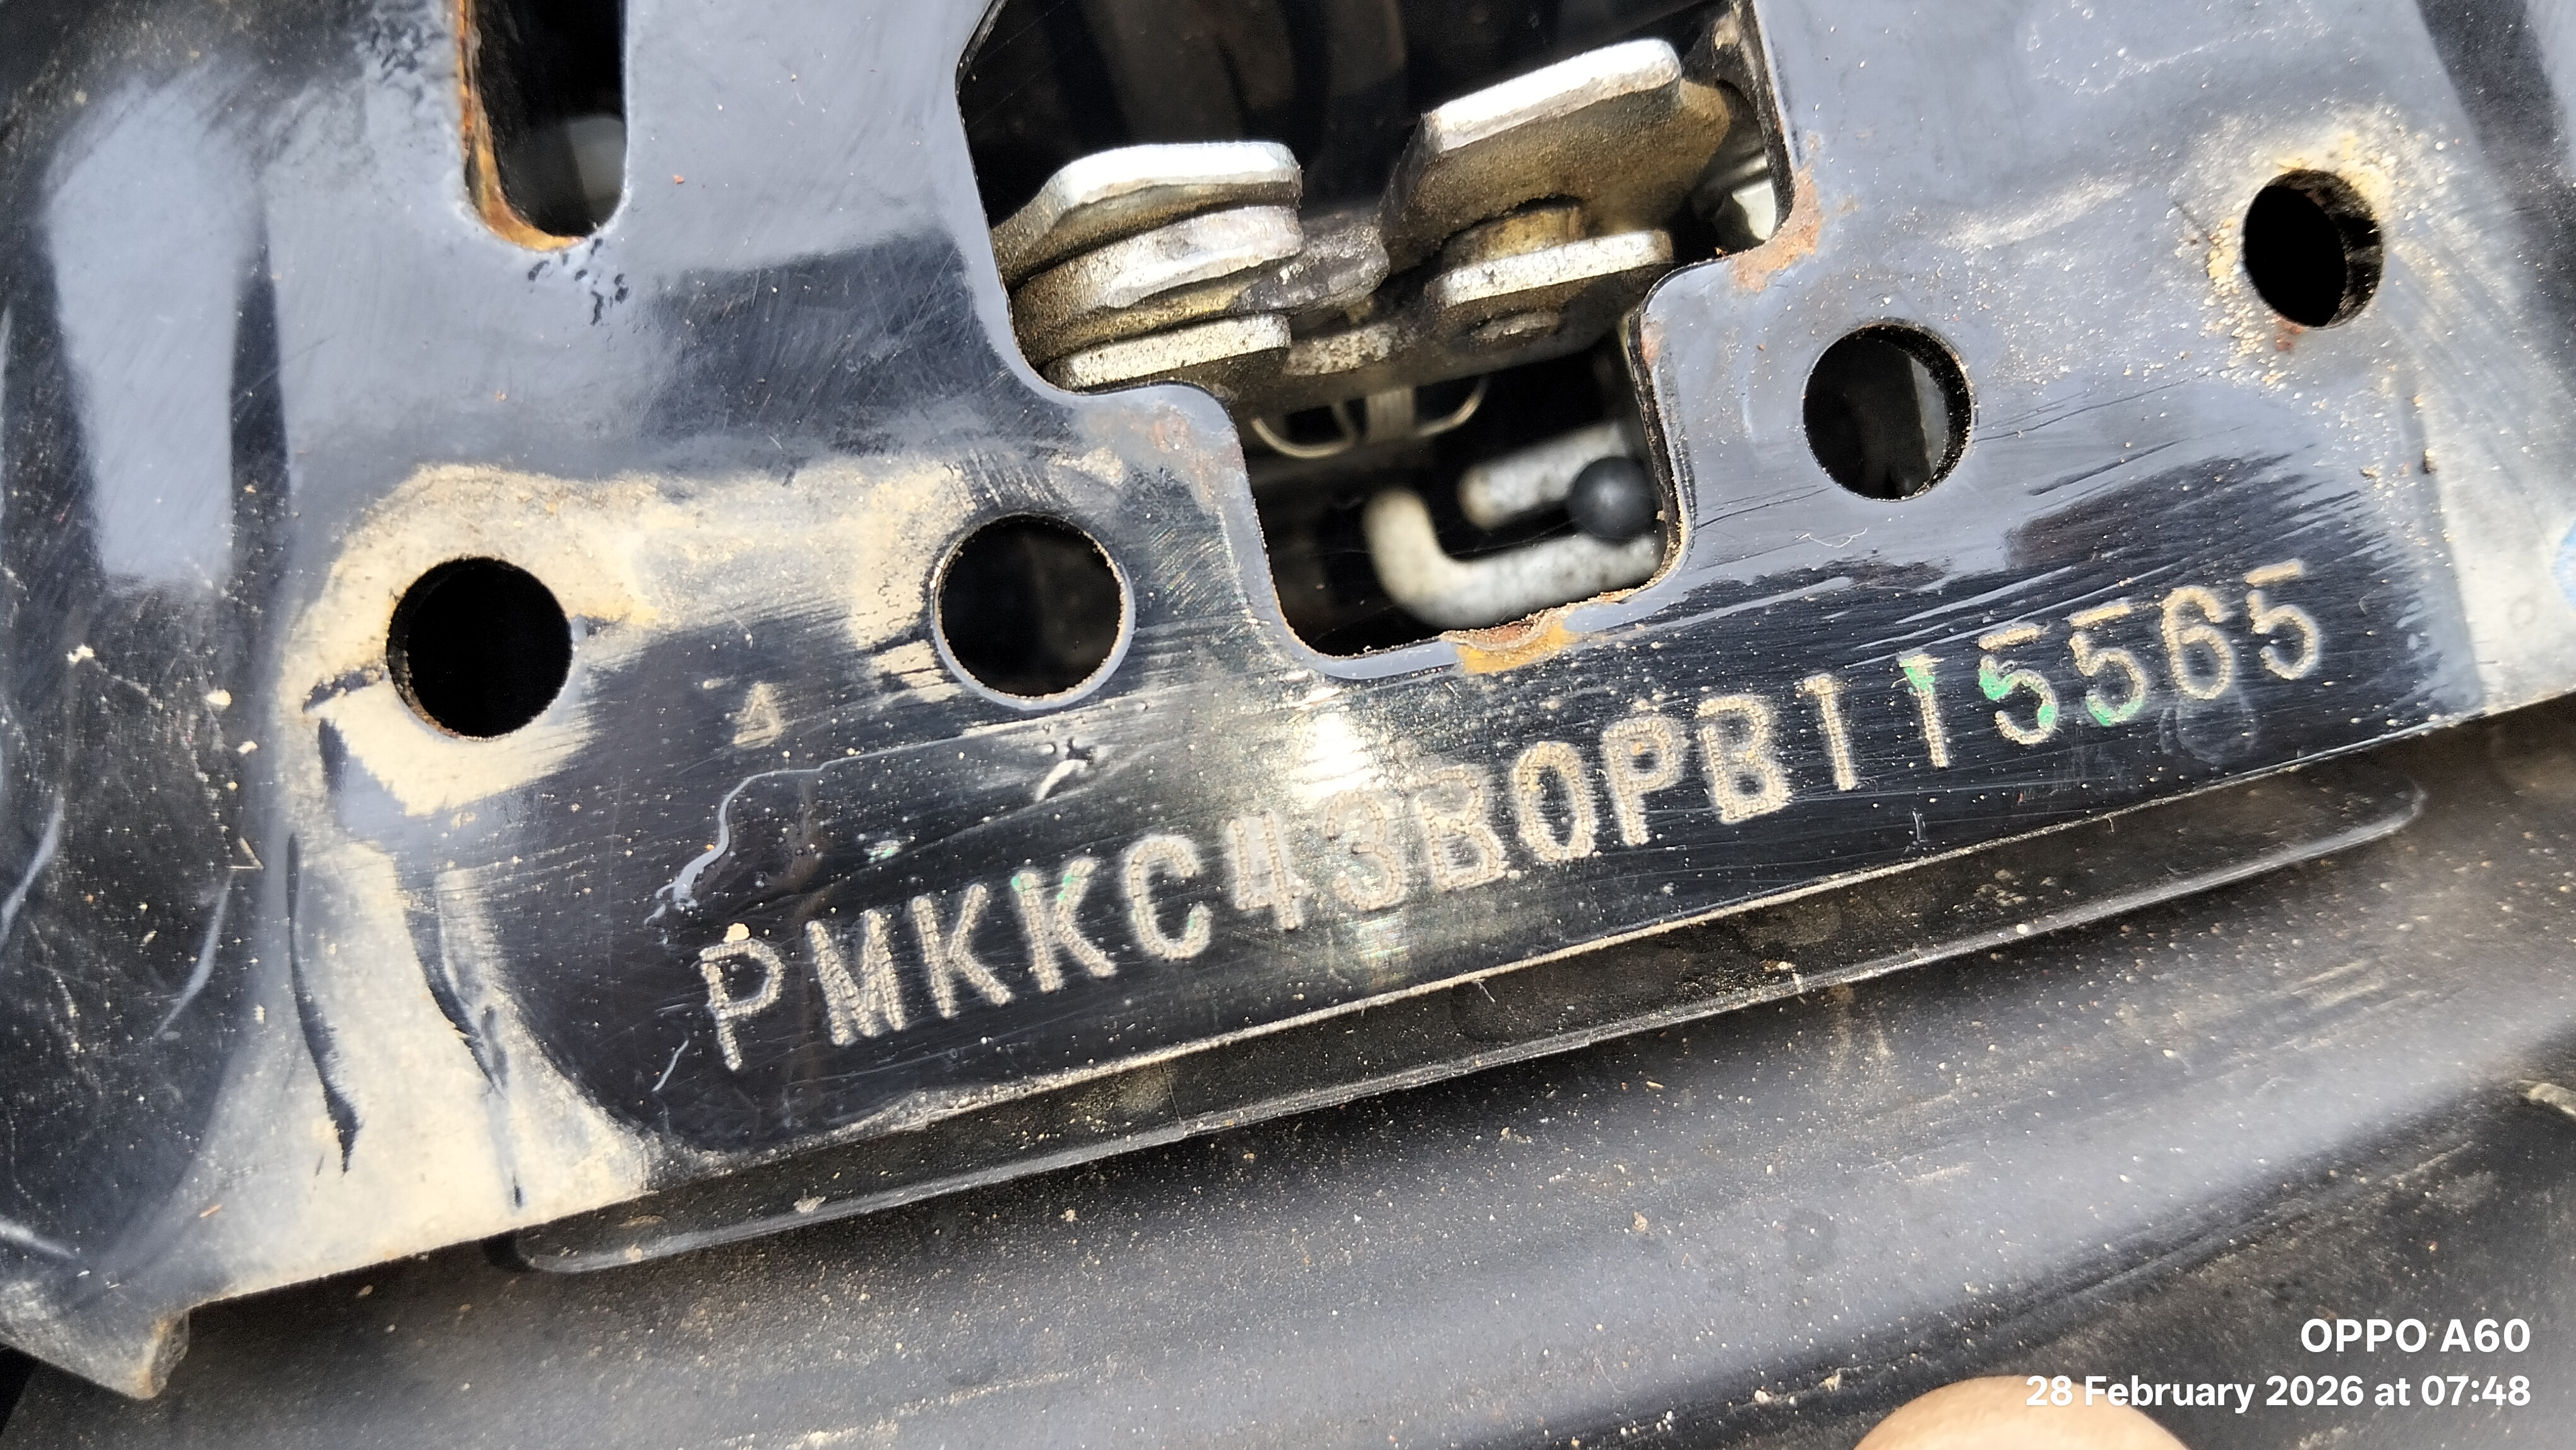 PMKKC43B0PB115565
OPPO A60
28 February 2026 at 07:48